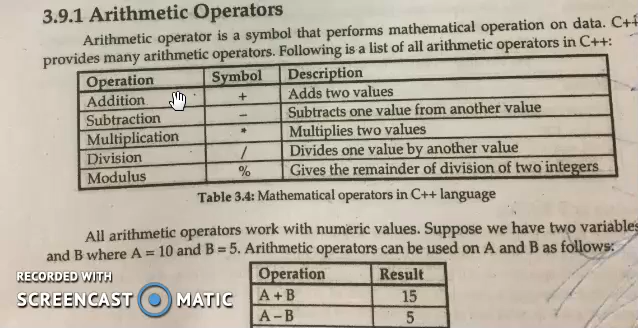 3.9.1 Arithmetic Operators
Arithmetic operator is a symbol that performs mathematical operation on data. C++
provides many arithmetic operators. Following is a list of all arithmetic operators in C++:
Operation Symbol Description
Addition + Adds two values
Subtraction – Subtracts one value from another value
Multiplication * Multiplies two values
Division / Divides one value by another value
Modulus % Gives the remainder of division of two integers
Table 3.4: Mathematical operators in C++ language
All arithmetic operators work with numeric values. Suppose we have two variables
and B where A = 10 and B = 5. Arithmetic operators can be used on A and B as follows:
Operation Result
A + B 15
A – B 5
RECORDED WITH
SCREENCAST MATIC